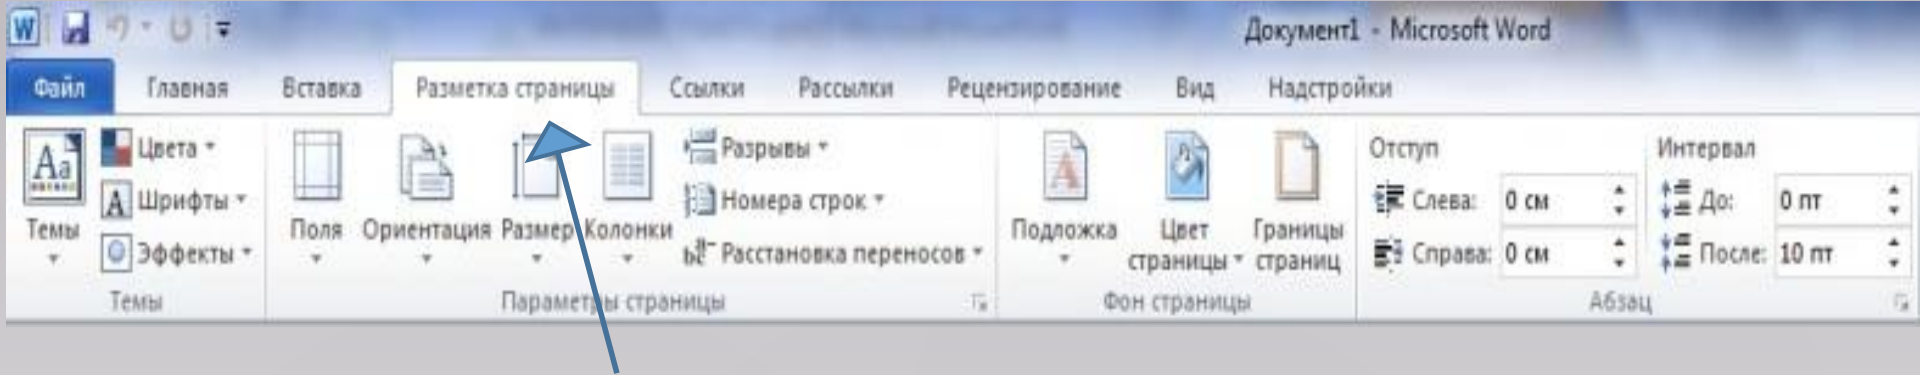 W
Документ1 - Microsoft Word
Файл Главная Вставка Разметка страницы Ссылки Рассылки Рецензирование Вид Надстройки
Aa Темы
Цвета
A Шрифты
Эффекты
Темы
Поля Ориентация Размер Колонки
Разрывы
Номера строк
Расстановка переносов
Параметры страницы
A Подложка
Цвет страницы
Границы страниц
Фон страницы
Отступ
Слева: 0 см
Справа: 0 см
Интервал
До: 0 пт
После: 10 пт
Абзац